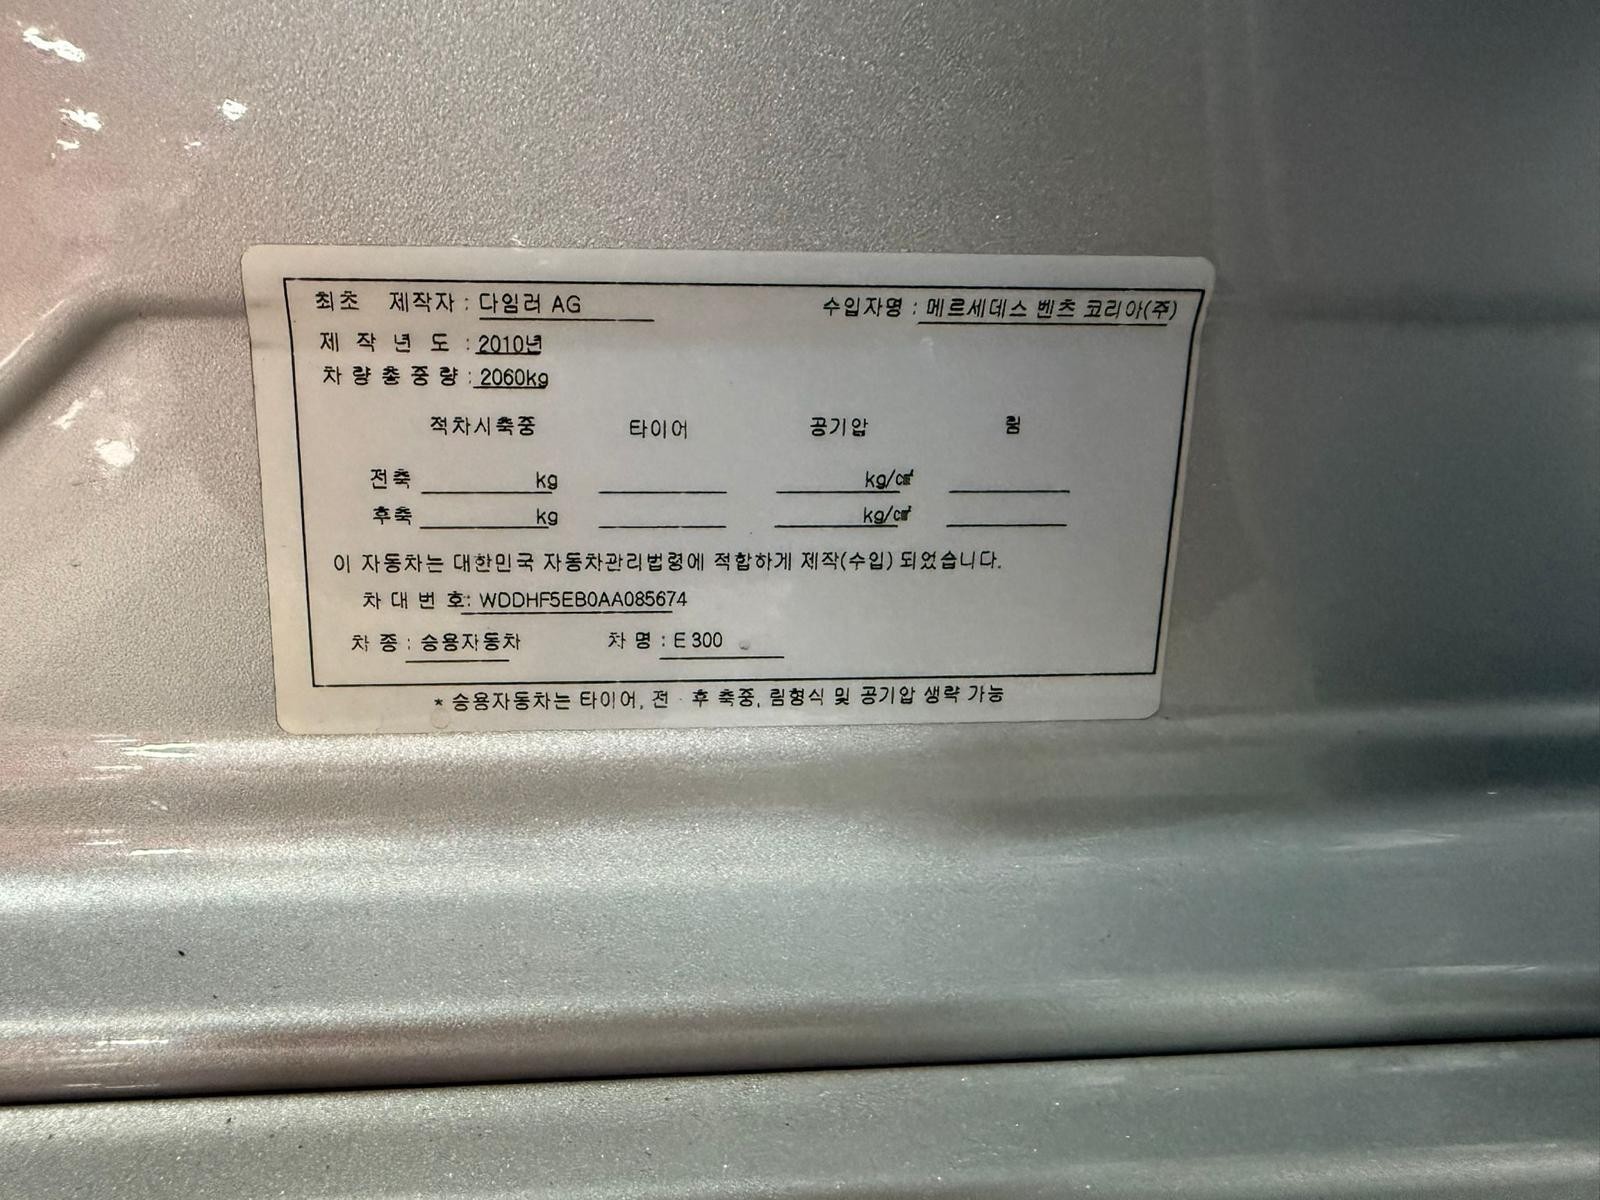 최초 제작자 : 다임러 AG 수입자명 : 메르세데스 벤츠 코리아(주)
제 작 년 도 : 2010년
차 량 총 중 량 : 2060kg
적차시축중 타이어 공기압 림
전축 kg kg/㎠
후축 kg kg/㎠
이 자동차는 대한민국 자동차관리법령에 적합하게 제작(수입) 되었습니다.
차 대 번 호: WDDHF5EB0AA085674
차 종 : 승용자동차 차 명 : E 300
* 승용자동차는 타이어, 전 · 후 축중, 림형식 및 공기압 생략 가능